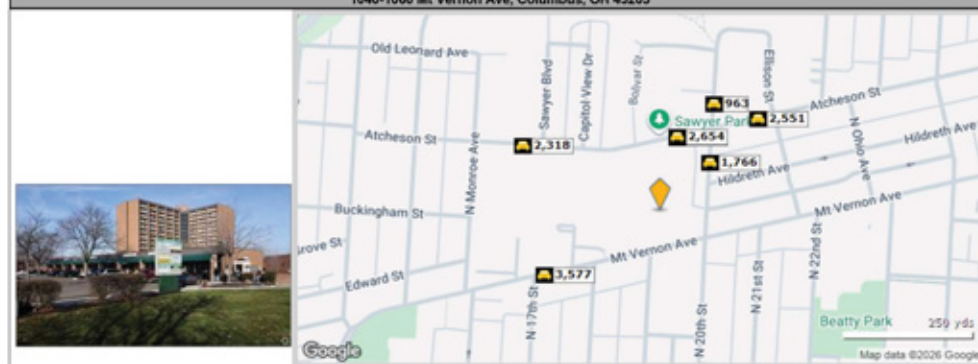 1040-1060 Mt Vernon Ave, Columbus, OH 43203
Old Leonard Ave
Sawyer Blvd
Capitol View Dr
Bolivar St
Ellison St
963
Atcheson St
2,551
Sawyer Park
2,654
N Ohio Ave
Hildreth Ave
Atcheson St
2,318
N Monroe Ave
1,766
Hildreth Ave
Buckingham St
Mt Vernon Ave
Mt Vernon Ave
Edward St
3,577
N 17th St
N 20th St
N 21st St
N 22nd St
Beatty Park
250 yds
Google
Map data ©2026 Google